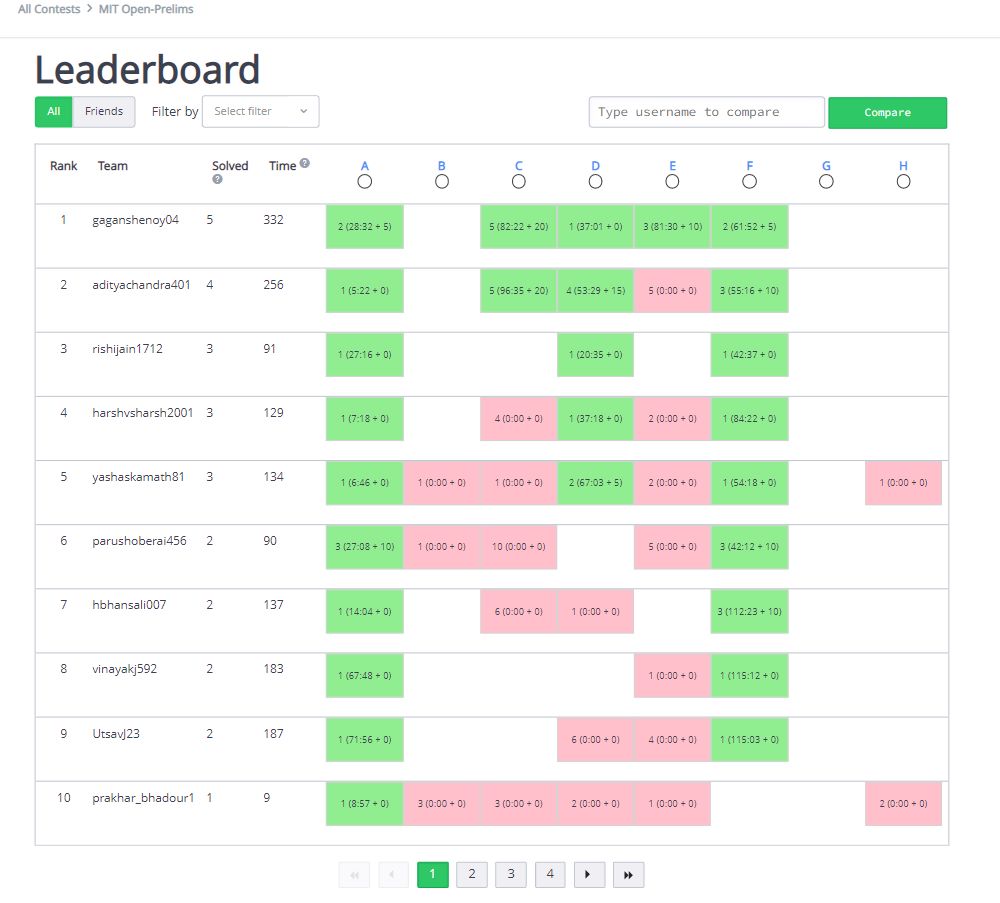 All Contests > MIT Open-Prelims
Leaderboard
All Friends Filter by Select filter Type username to compare Compare
Rank Team Solved ? Time ? A B C D E F G H
1 gaganshenoy04 5 332 2 (28:32 + 5) 5 (82:22 + 20) 1 (37:01 + 0) 3 (81:30 + 10) 2 (61:52 + 5)
2 adityachandra401 4 256 1 (5:22 + 0) 5 (96:35 + 20) 4 (53:29 + 15) 5 (0:00 + 0) 3 (55:16 + 10)
3 rishijain1712 3 91 1 (27:16 + 0) 1 (20:35 + 0) 1 (42:37 + 0)
4 harshvsharsh2001 3 129 1 (7:18 + 0) 4 (0:00 + 0) 1 (37:18 + 0) 2 (0:00 + 0) 1 (84:22 + 0)
5 yashaskamath81 3 134 1 (6:46 + 0) 1 (0:00 + 0) 1 (0:00 + 0) 2 (67:03 + 5) 2 (0:00 + 0) 1 (54:18 + 0) 1 (0:00 + 0)
6 parushoberai456 2 90 3 (27:08 + 10) 1 (0:00 + 0) 10 (0:00 + 0) 5 (0:00 + 0) 3 (42:12 + 10)
7 hbhansali007 2 137 1 (14:04 + 0) 6 (0:00 + 0) 1 (0:00 + 0) 3 (112:23 + 10)
8 vinayakj592 2 183 1 (67:48 + 0) 1 (0:00 + 0) 1 (115:12 + 0)
9 UtsavJ23 2 187 1 (71:56 + 0) 6 (0:00 + 0) 4 (0:00 + 0) 1 (115:03 + 0)
10 prakhar_bhadour1 1 9 1 (8:57 + 0) 3 (0:00 + 0) 3 (0:00 + 0) 2 (0:00 + 0) 1 (0:00 + 0) 2 (0:00 + 0)
1 2 3 4